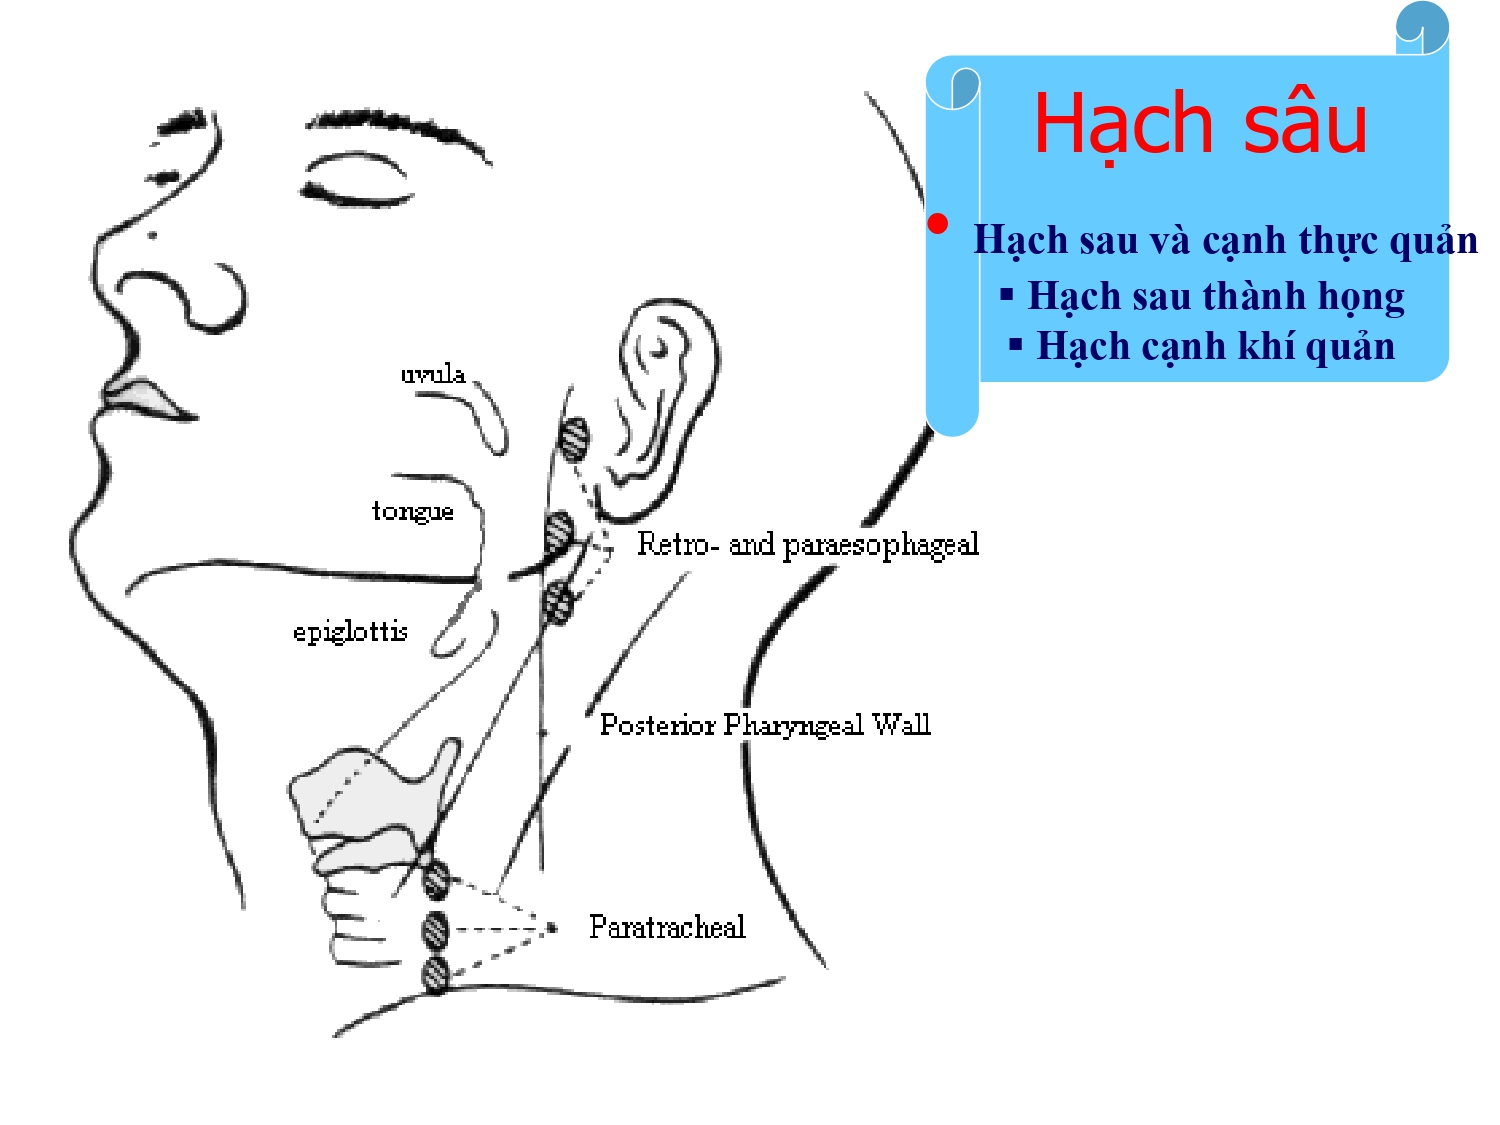 Hạch sâu
• Hạch sau và cạnh thực quản
▪ Hạch sau thành họng
▪ Hạch cạnh khí quản
uvula
tongue
Retro- and paraesophageal
epiglottis
Posterior Pharyngeal Wall
Paratracheal